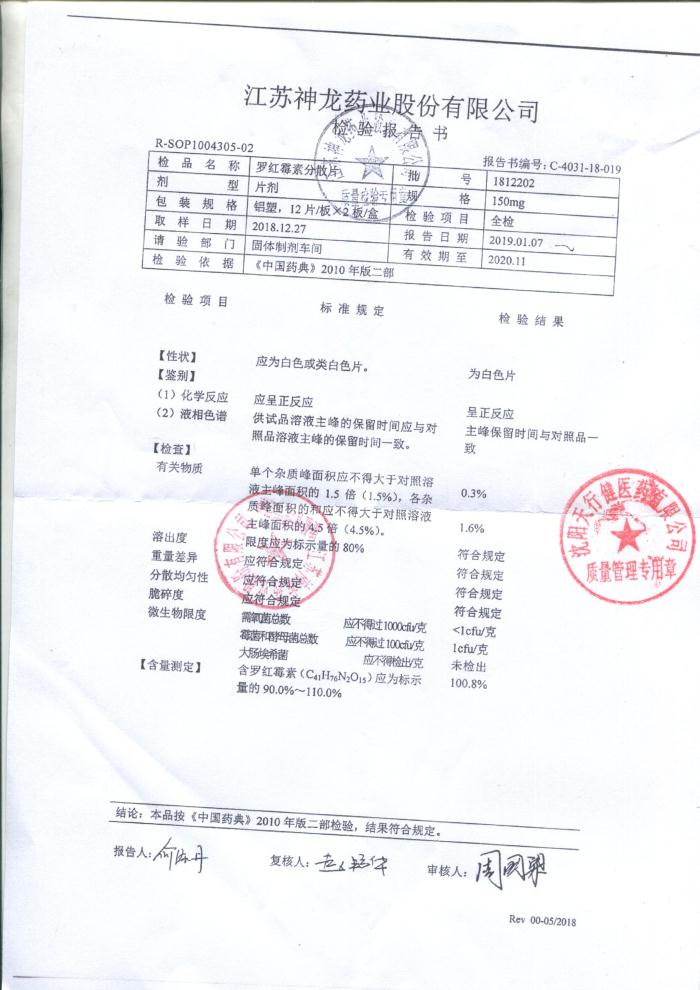 江苏神龙药业股份有限公司
检验报告书
R-SOP1004305-02
报告书编号: C-4031-18-019
检品名称 罗红霉素分散片 批号 1812202
剂型 片剂 规格 150mg
包装规格 铝塑，12片/板×2板/盒 检验项目 全检
取样日期 2018.12.27 报告日期 2019.01.07
请验部门 固体制剂车间 有效期至 2020.11
检验依据 《中国药典》2010年版二部
检验项目 标准规定 检验结果
【性状】 应为白色或类白色片。 为白色片
【鉴别】
（1）化学反应 应呈正反应 呈正反应
（2）液相色谱 供试品溶液主峰的保留时间应与对 主峰保留时间与对照品一
照品溶液主峰的保留时间一致。 致
【检查】
有关物质 单个杂质峰面积应不得大于对照溶
液主峰面积的 1.5 倍（1.5%），各杂 0.3%
质峰面积的和应不得大于对照溶液
主峰面积的 4.5 倍（4.5%）。 1.6%
溶出度 限度应为标示量的 80% 符合规定
重量差异 应符合规定 符合规定
分散均匀性 应符合规定 符合规定
脆碎度 应符合规定 符合规定
微生物限度 需氧菌总数 应不得过1000cfu/克 <1cfu/克
霉菌和酵母菌总数 应不得过100cfu/克 1cfu/克
大肠埃希菌 应不得检出/克 未检出
【含量测定】 含罗红霉素（C41H76N2O15）应为标示 100.8%
量的 90.0%～110.0%
结论：本品按《中国药典》2010年版二部检验，结果符合规定。
报告人: 复核人: 审核人: 周国翠
Rev 00-05/2018
质量检验专用章
沈阳天行健医药有限公司
质量管理专用章